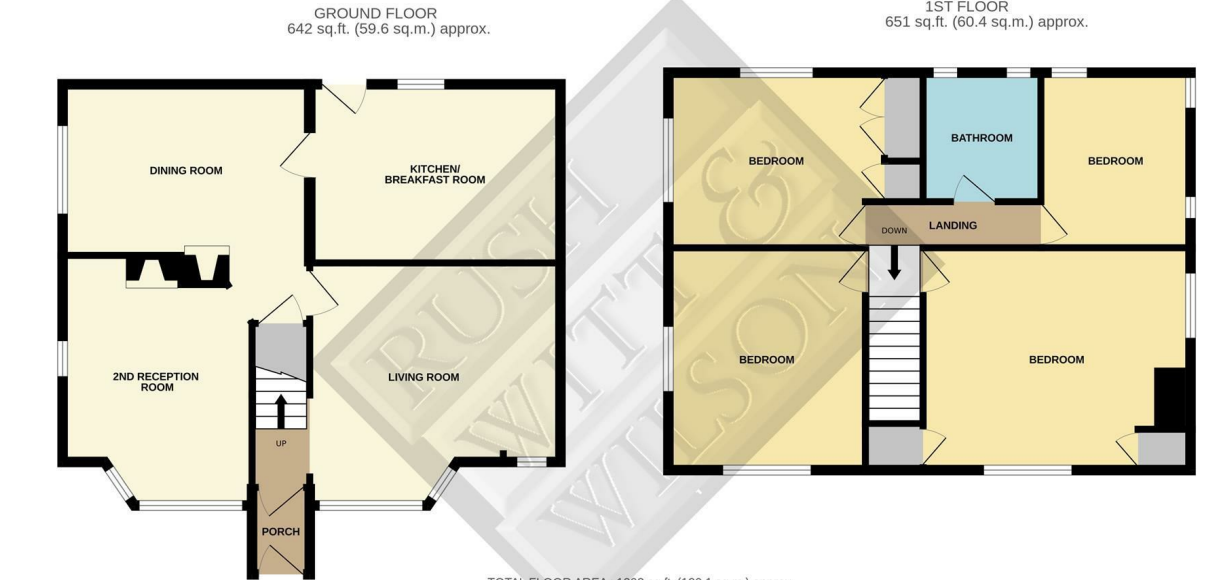 GROUND FLOOR
642 sq.ft. (59.6 sq.m.) approx.
1ST FLOOR
651 sq.ft. (60.4 sq.m.) approx.
DINING ROOM
KITCHEN/
BREAKFAST ROOM
2ND RECEPTION
ROOM
LIVING ROOM
UP
PORCH
BEDROOM
BATHROOM
BEDROOM
LANDING
DOWN
BEDROOM
BEDROOM
RUSH
WITT &
WILSON